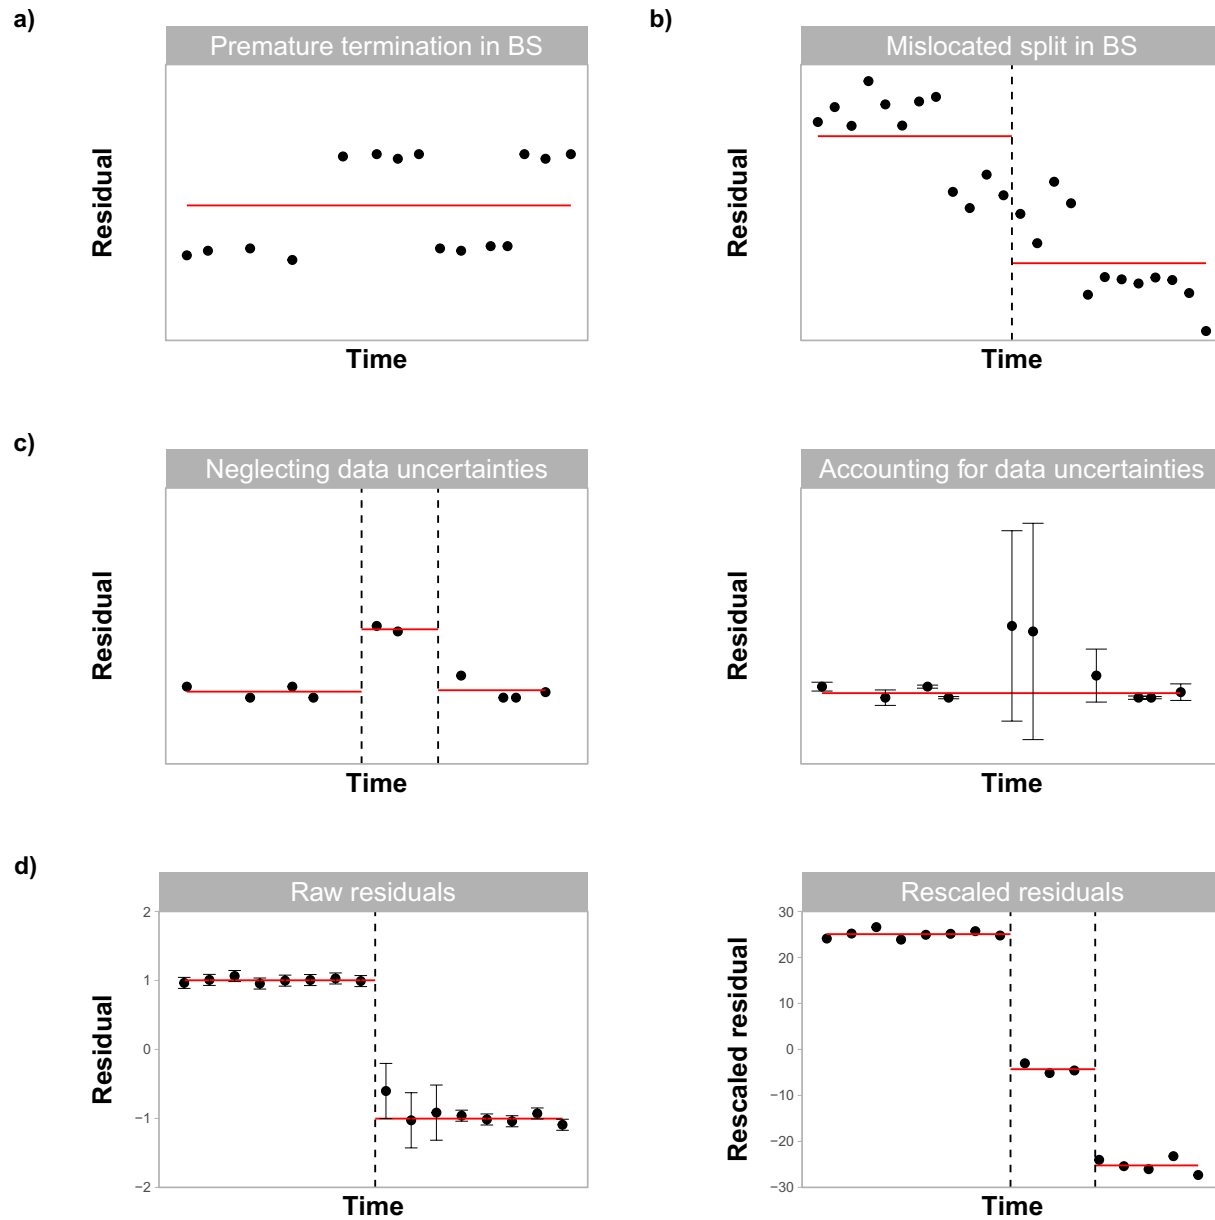 a)
Premature termination in BS
Residual
Time
b)
Mislocated split in BS
Residual
Time
c)
Neglecting data uncertainties
Residual
Time
Accounting for data uncertainties
Residual
Time
d)
Raw residuals
Residual
2
1
0
−1
−2
Time
Rescaled residuals
Rescaled residual
30
20
10
0
−10
−20
−30
Time